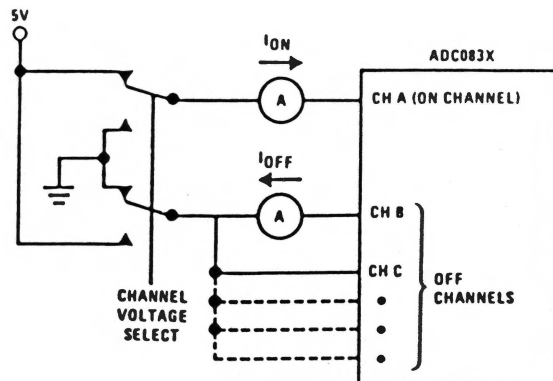 5V
ION
ADC083X
A
CH A (ON CHANNEL)
IOFF
A
CH B
CH C
OFF
CHANNELS
CHANNEL
VOLTAGE
SELECT